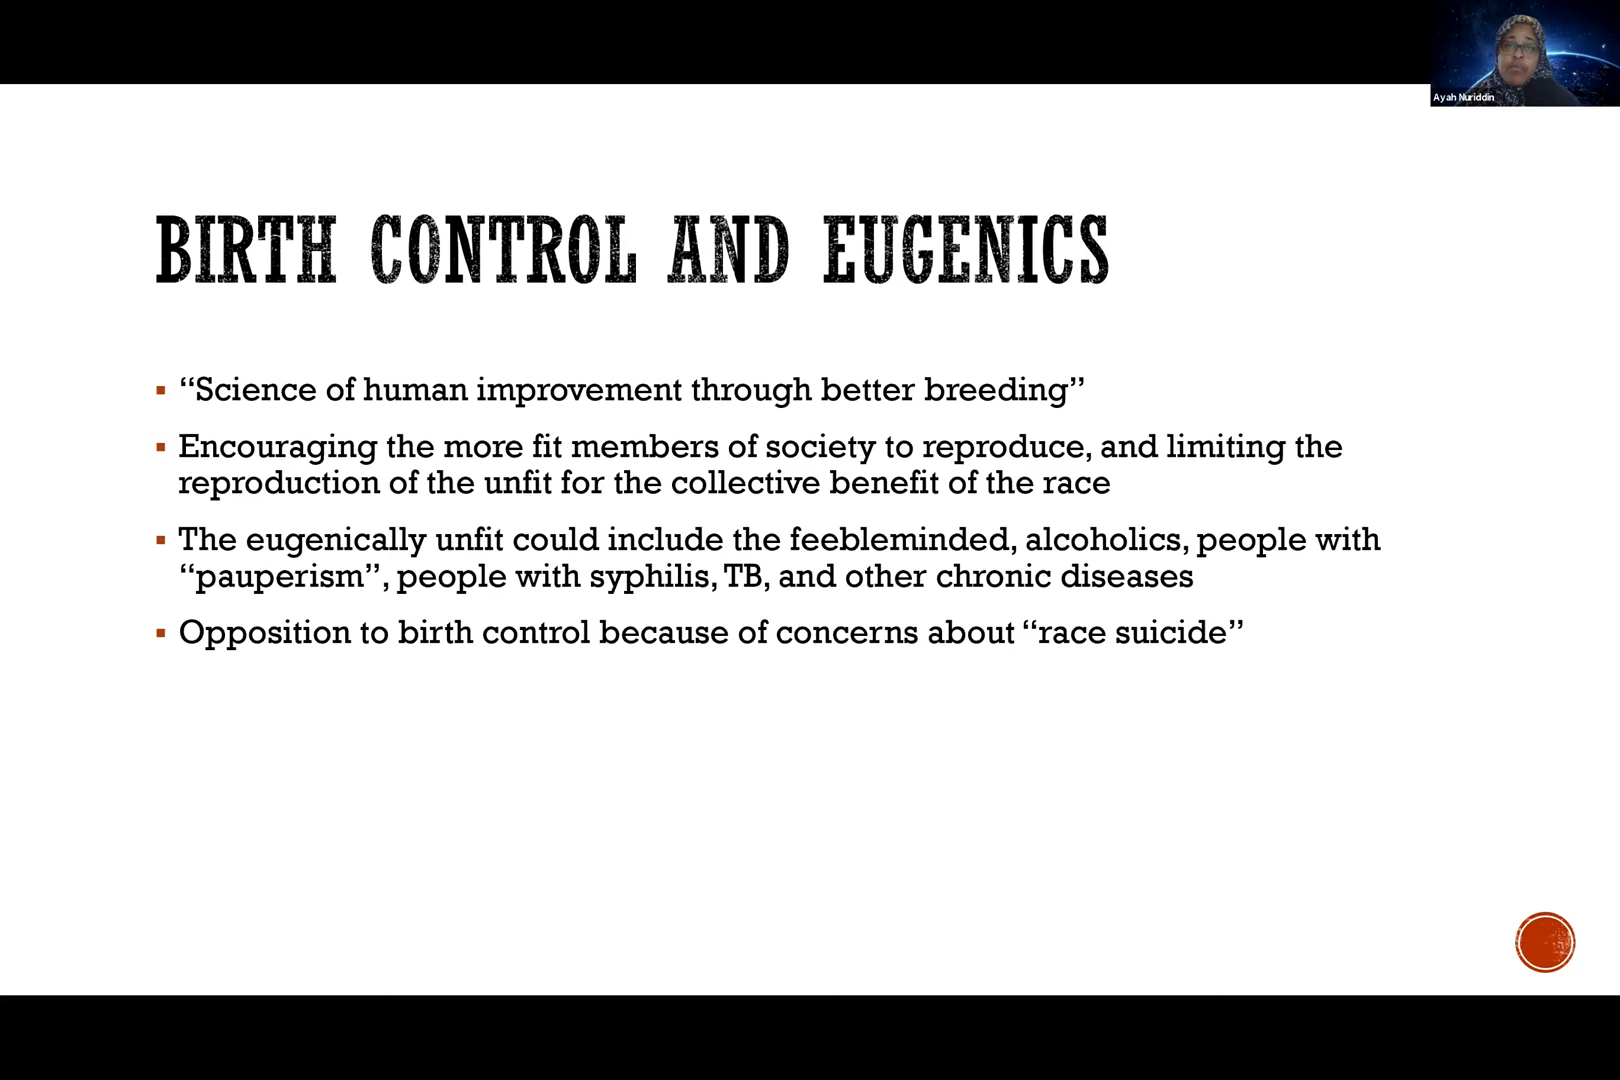 Ayah Nuriddin
BIRTH CONTROL AND EUGENICS
“Science of human improvement through better breeding”
Encouraging the more fit members of society to reproduce, and limiting the
reproduction of the unfit for the collective benefit of the race
The eugenically unfit could include the feebleminded, alcoholics, people with
“pauperism”, people with syphilis, TB, and other chronic diseases
Opposition to birth control because of concerns about “race suicide”